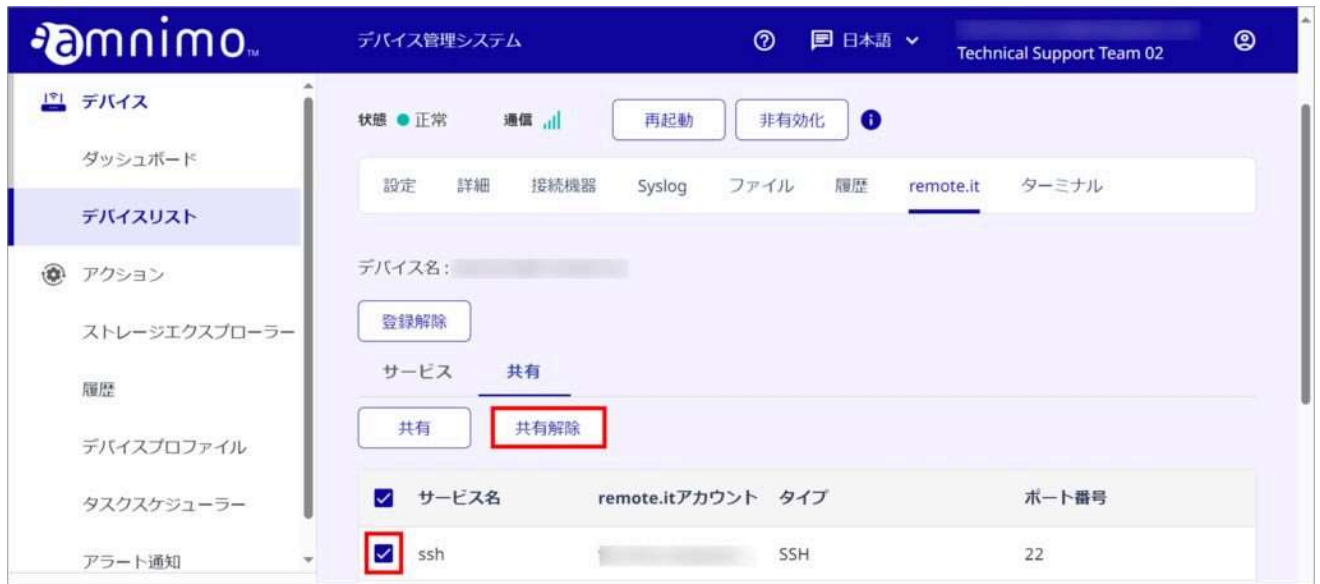 amnimo TM
デバイス管理システム
日本語
Technical Support Team 02
デバイス
ダッシュボード
デバイスリスト
アクション
ストレージエクスプローラー
履歴
デバイスプロファイル
タスクスケジューラー
アラート通知
状態 正常 通信 再起動 非有効化
設定 詳細 接続機器 Syslog ファイル 履歴 remote.it ターミナル
デバイス名 :
登録解除
サービス 共有
共有 共有解除
サービス名 remote.itアカウント タイプ ポート番号
ssh SSH 22